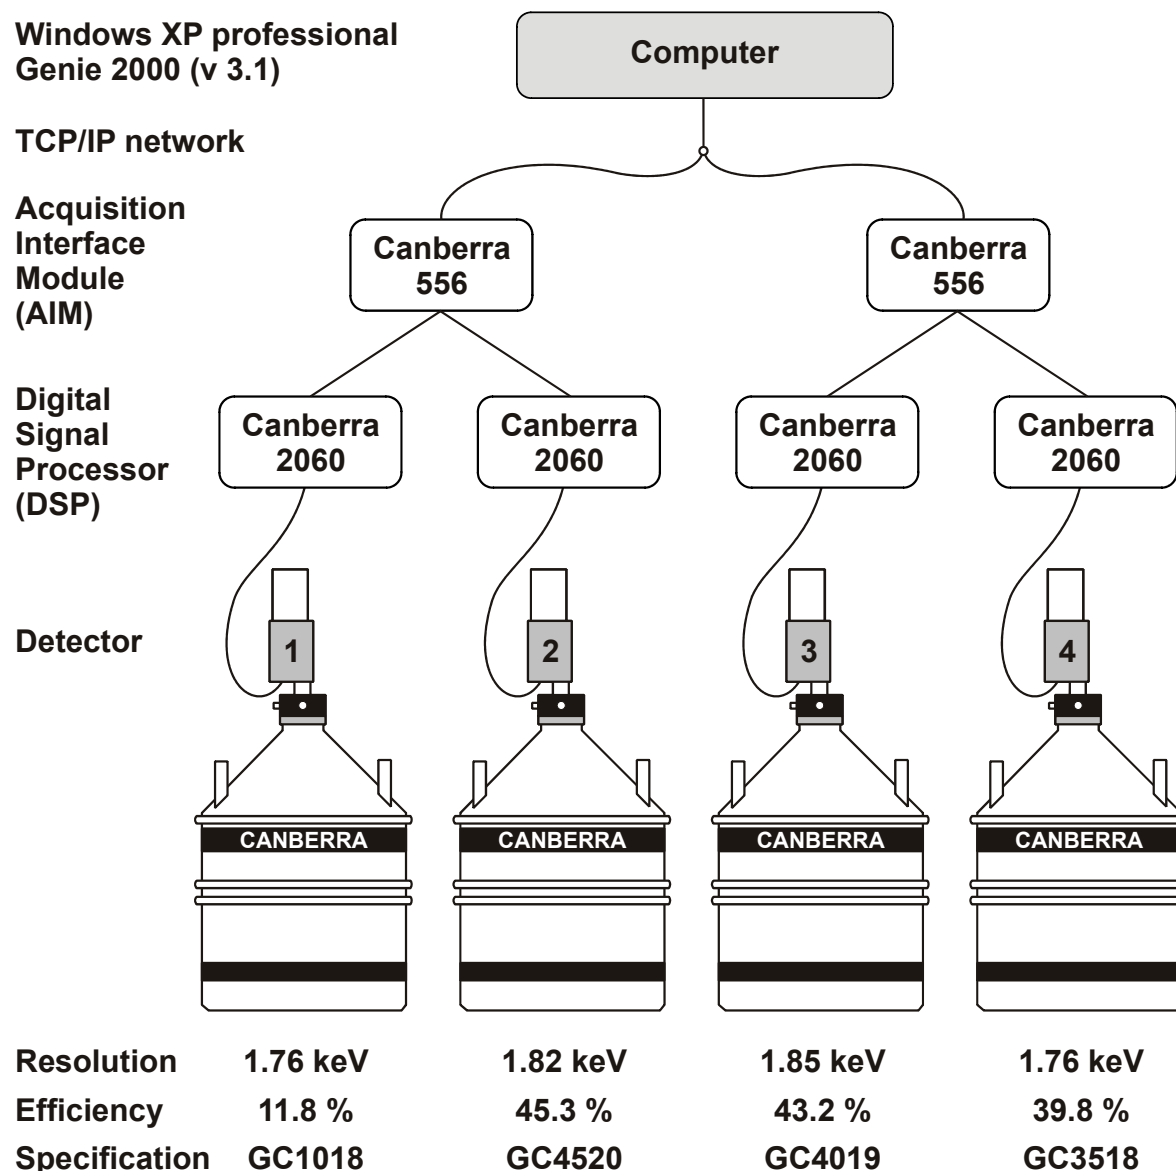 Windows XP professional
Genie 2000 (v 3.1)
Computer
TCP/IP network
Acquisition
Interface
Module
(AIM)
Canberra
556
Canberra
556
Digital
Signal
Processor
(DSP)
Canberra
2060
Canberra
2060
Canberra
2060
Canberra
2060
Detector
1
2
3
4
CANBERRA
CANBERRA
CANBERRA
CANBERRA
Resolution 1.76 keV 1.82 keV 1.85 keV 1.76 keV
Efficiency 11.8 % 45.3 % 43.2 % 39.8 %
Specification GC1018 GC4520 GC4019 GC3518